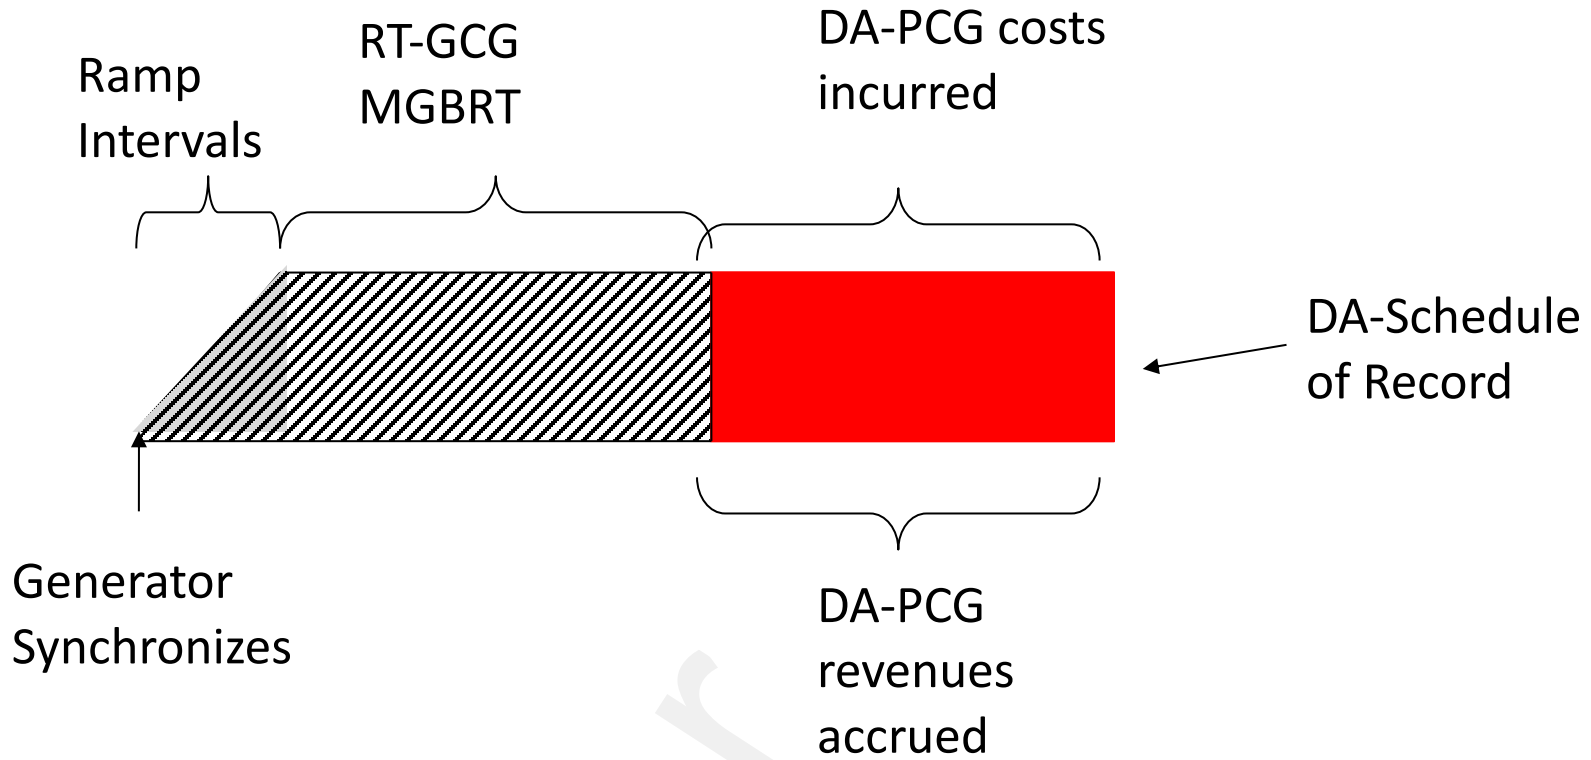 Ramp
Intervals
RT-GCG
MGBRT
DA-PCG costs
incurred
DA-Schedule
of Record
Generator
Synchronizes
DA-PCG
revenues
accrued
r